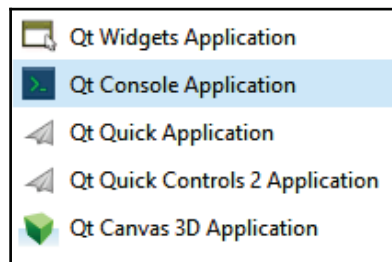 Qt Widgets Application
Qt Console Application
Qt Quick Application
Qt Quick Controls 2 Application
Qt Canvas 3D Application